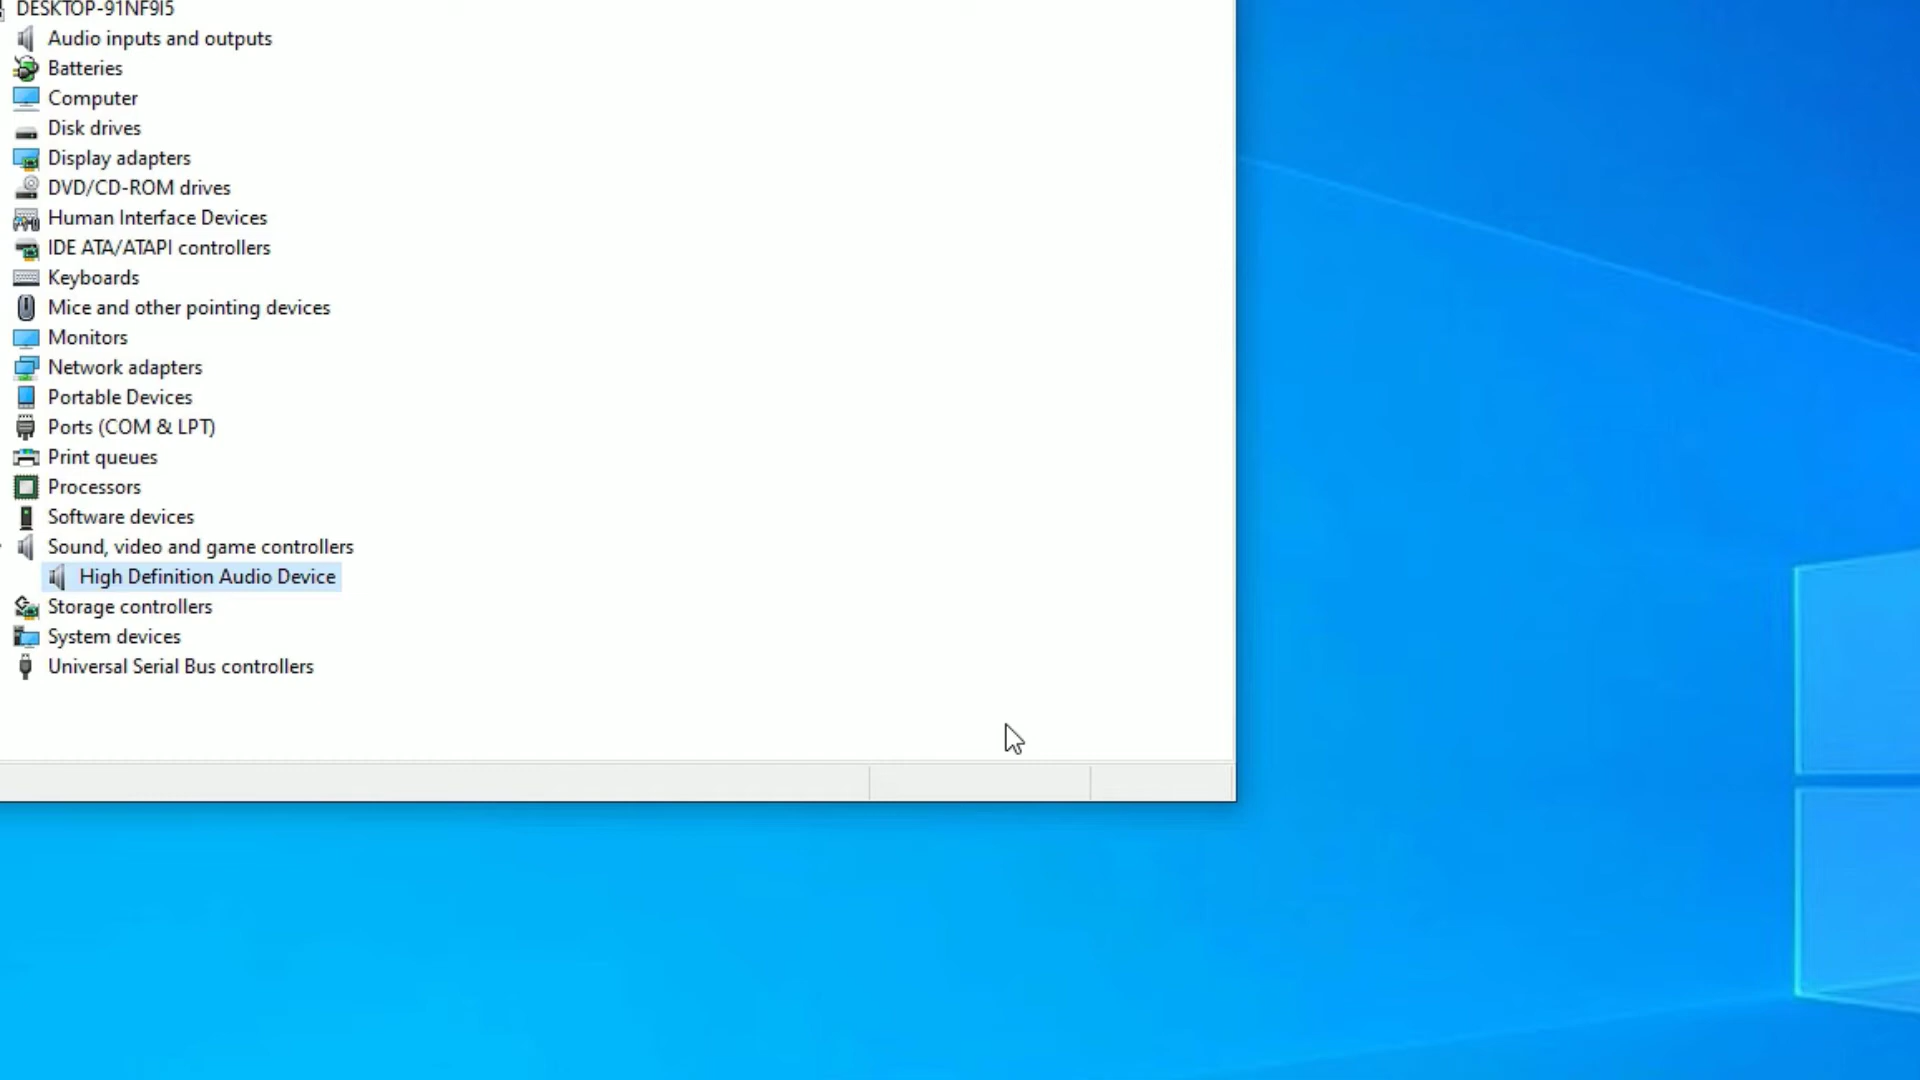 DESKTOP-91NF9I5
Audio inputs and outputs
Batteries
Computer
Disk drives
Display adapters
DVD/CD-ROM drives
Human Interface Devices
IDE ATA/ATAPI controllers
Keyboards
Mice and other pointing devices
Monitors
Network adapters
Portable Devices
Ports (COM & LPT)
Print queues
Processors
Software devices
Sound, video and game controllers
High Definition Audio Device
Storage controllers
System devices
Universal Serial Bus controllers